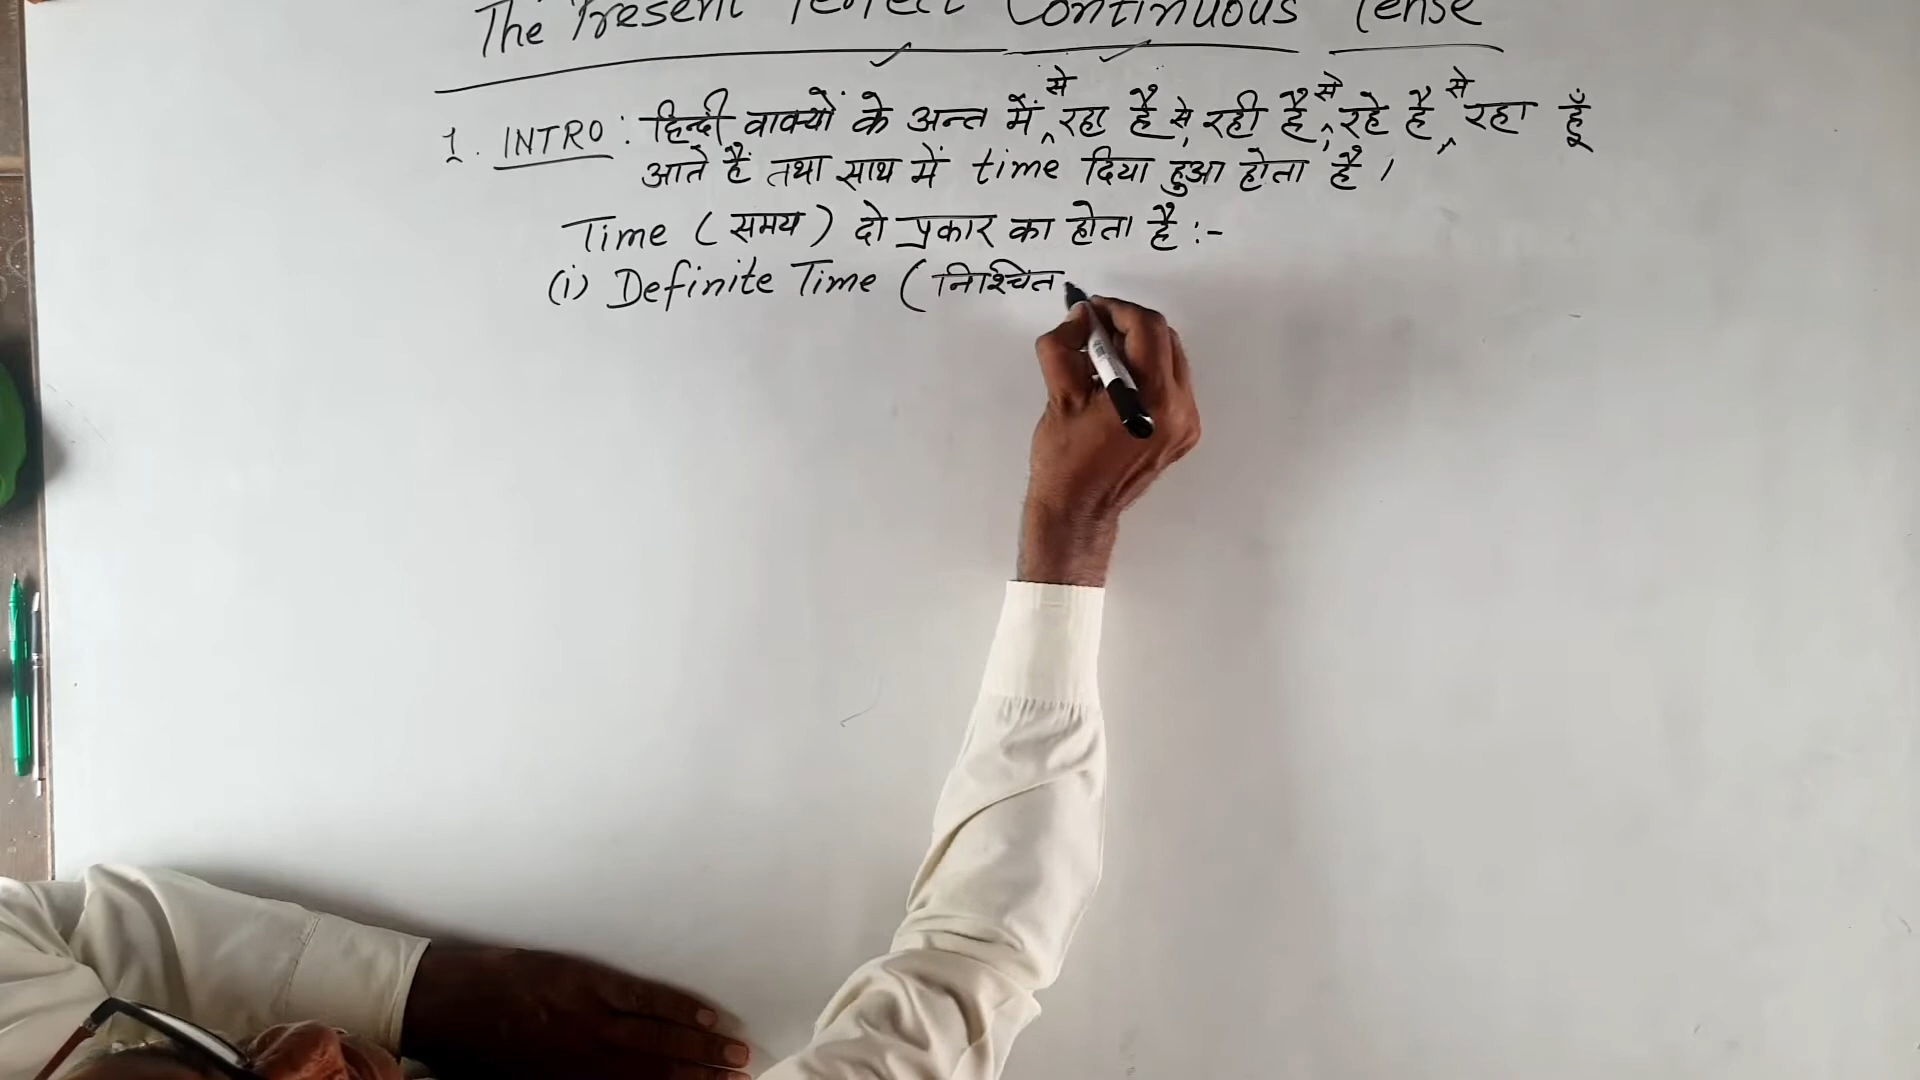 The Present Perfect Continuous Tense
1. INTRO : हिन्दी वाक्यों के अन्त में से रहा है से रही है, से रहे है से रहा हूँ
आते हैं तथा साथ में time दिया हुआ होता है ।
Time ( समय ) दो प्रकार का होता है :-
(i) Definite Time ( निश्चित